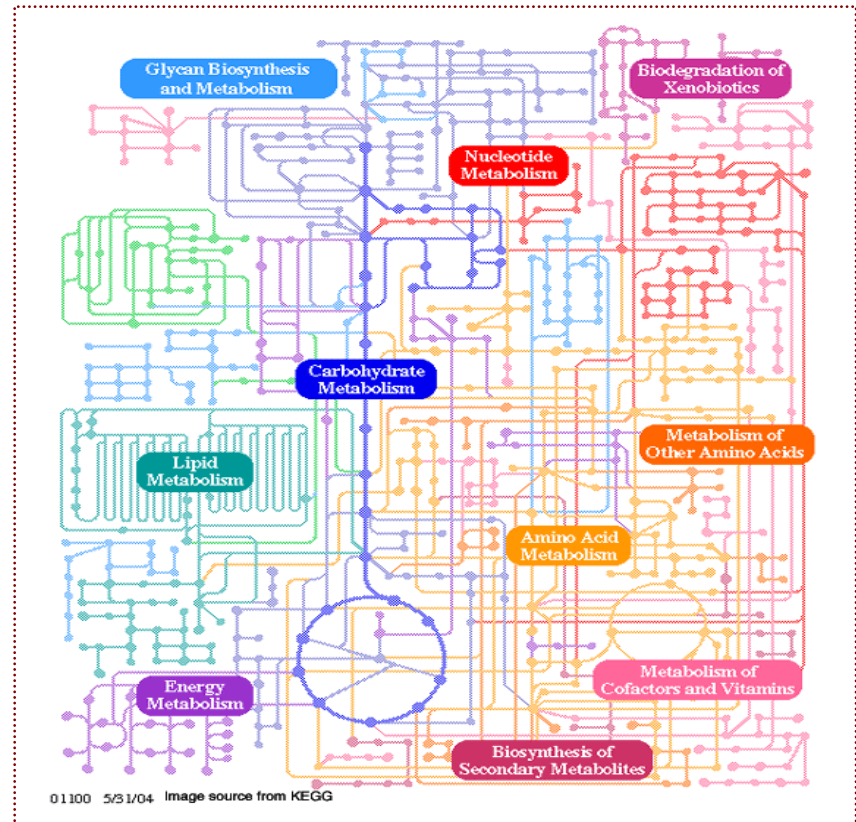 Glycan Biosynthesis
and Metabolism
Biodegradation of
Xenobiotics
Nucleotide
Metabolism
Carbohydrate
Metabolism
Metabolism of
Other Amino Acids
Lipid
Metabolism
Amino Acid
Metabolism
Metabolism of
Cofactors and Vitamins
Energy
Metabolism
Biosynthesis of
Secondary Metabolites
01100 5/31/04 Image source from KEGG